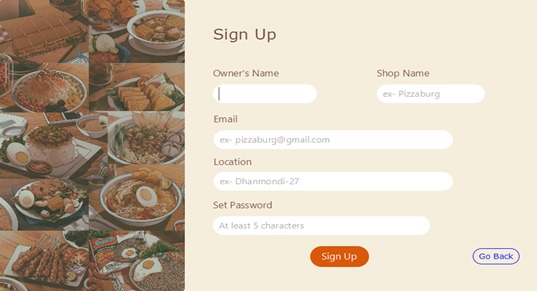 Sign Up
Owner's Name Shop Name
ex- Pizzaburg
Email
ex- pizzaburg@gmail.com
Location
ex- Dhanmondi-27
Set Password
At least 5 characters
Sign Up Go Back